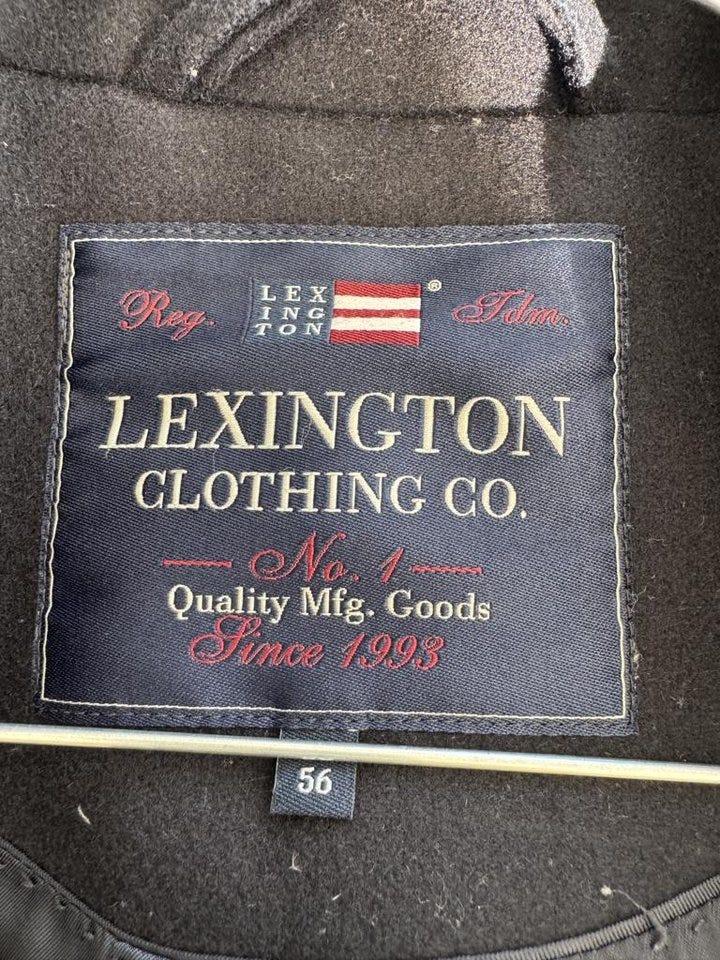 Reg.
LEX
ING
TON
®
Tdm.
LEXINGTON
CLOTHING CO.
No. 1
Quality Mfg. Goods
Since 1993
56